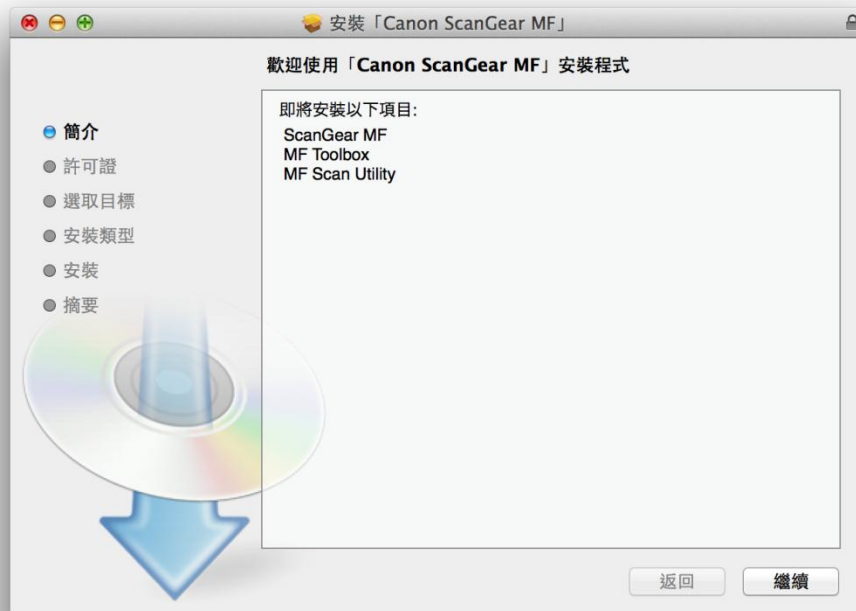 安裝「Canon ScanGear MF」
歡迎使用「Canon ScanGear MF」安裝程式
簡介
許可證
選取目標
安裝類型
安裝
摘要
即將安裝以下項目:
ScanGear MF
MF Toolbox
MF Scan Utility
返回
繼續